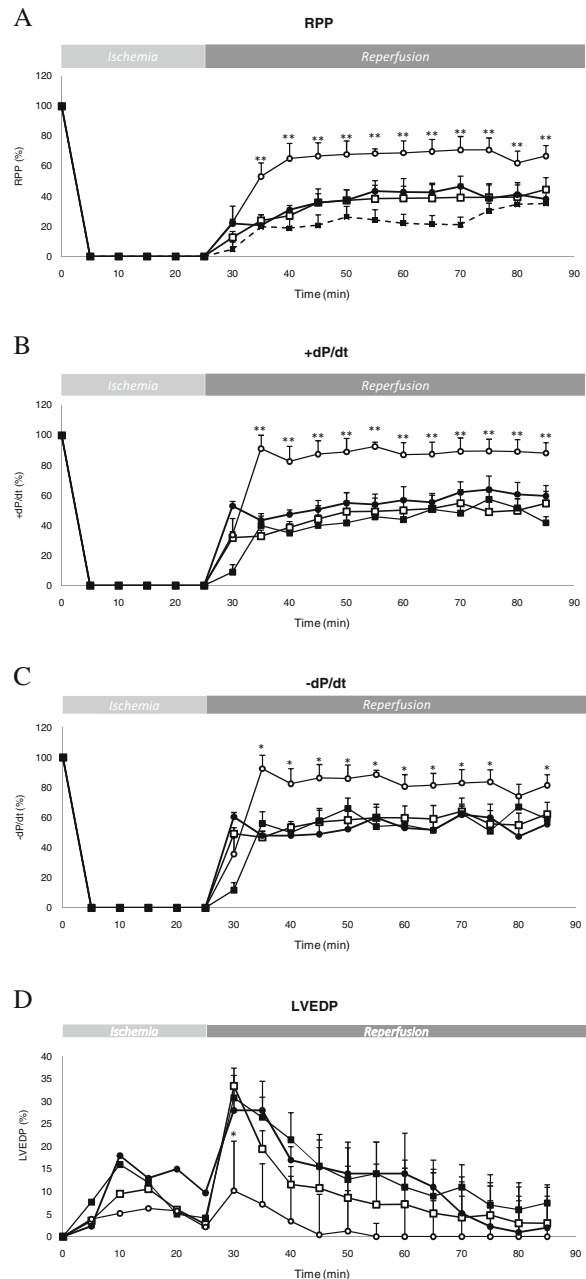 A
RPP
Ischemia Reperfusion
120
100
80
60
40
20
0
RPP (%)
** ** ** ** ** ** ** ** ** ** **
0 10 20 30 40 50 60 70 80 90
Time (min)
B
+dP/dt
Ischemia Reperfusion
120
100
80
60
40
20
0
+dP/dt (%)
** ** ** ** ** ** ** ** ** ** **
0 10 20 30 40 50 60 70 80 90
Time (min)
C
-dP/dt
Ischemia Reperfusion
120
100
80
60
40
20
0
-dP/dt (%)
* * * * * * * * * *
0 10 20 30 40 50 60 70 80 90
Time (min)
D
LVEDP
Ischemia Reperfusion
40
35
30
25
20
15
10
5
0
LVEDP (%)
*
0 10 20 30 40 50 60 70 80 90
Time (min)